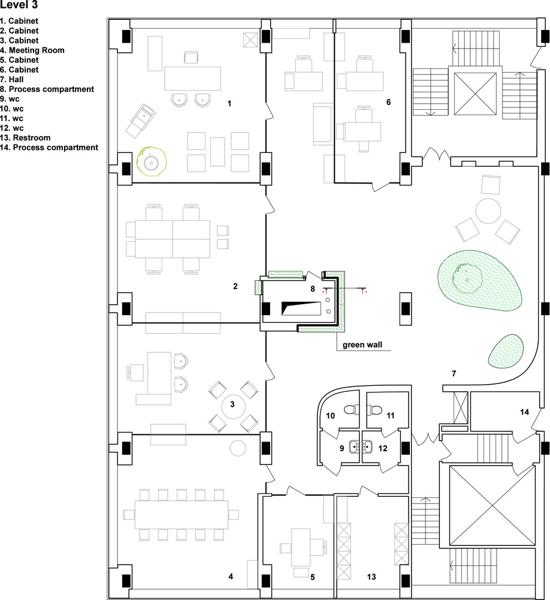 Level 3
1. Cabinet
2. Cabinet
3. Cabinet
4. Meeting Room
5. Cabinet
6. Cabinet
7. Hall
8. Process compartment
9. wc
10. wc
11. wc
12. wc
13. Restroom
14. Process compartment
1
6
2
8
green wall
7
3
10
11
14
9
12
4
5
13